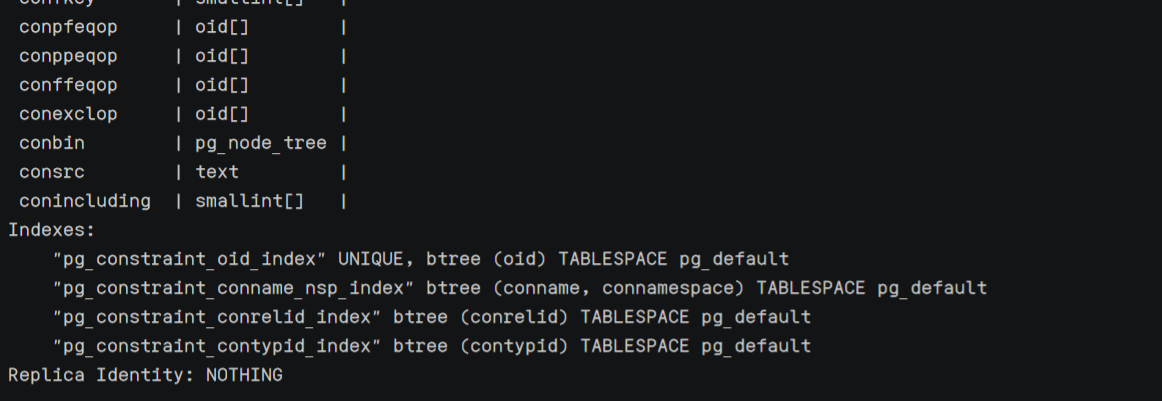 confkey | smallint[] |
conpfeqop | oid[] |
conppeqop | oid[] |
conffeqop | oid[] |
conexclop | oid[] |
conbin | pg_node_tree |
consrc | text |
conincluding | smallint[] |
Indexes:
"pg_constraint_oid_index" UNIQUE, btree (oid) TABLESPACE pg_default
"pg_constraint_conname_nsp_index" btree (conname, connamespace) TABLESPACE pg_default
"pg_constraint_conrelid_index" btree (conrelid) TABLESPACE pg_default
"pg_constraint_contypid_index" btree (contypid) TABLESPACE pg_default
Replica Identity: NOTHING